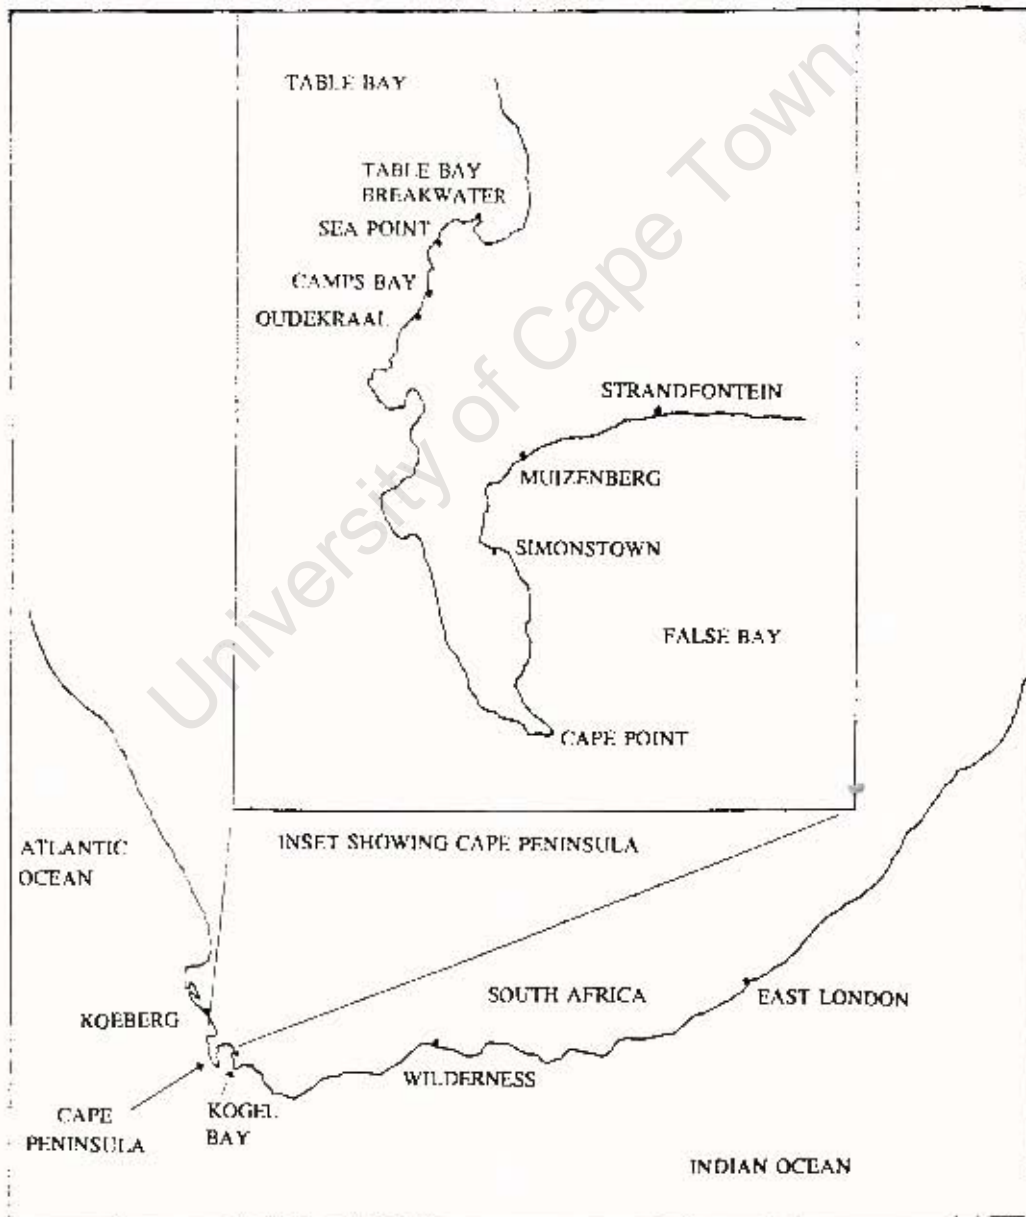 TABLE BAY
TABLE BAY
BREAKWATER
SEA POINT
CAMPS BAY
OUDEKRAAL
STRANDFONTEIN
MUIZENBERG
SIMONSTOWN
FALSE BAY
CAPE POINT
INSET SHOWING CAPE PENINSULA
ATLANTIC
OCEAN
SOUTH AFRICA
EAST LONDON
KOEBERG
WILDERNESS
KOGEL
BAY
CAPE
PENINSULA
INDIAN OCEAN
University of Cape Town